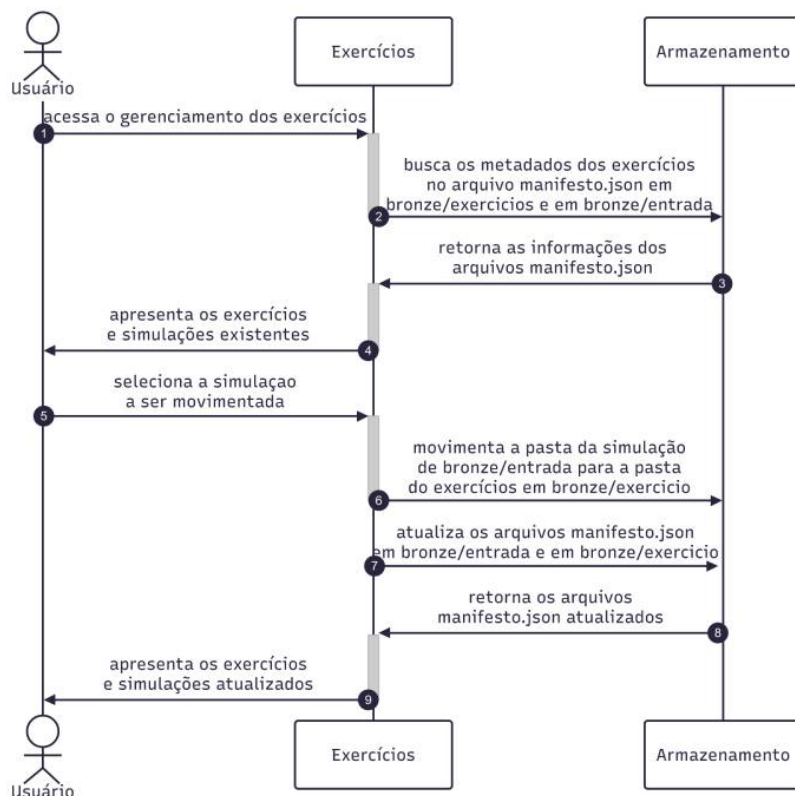 Usuário
Exercícios
Armazenamento
acessa o gerenciamento dos exercícios
1
busca os metadados dos exercícios
no arquivo manifesto.json em
bronze/exercicios e em bronze/entrada
2
retorna as informações dos
arquivos manifesto.json
3
apresenta os exercícios
e simulações existentes
4
seleciona a simulaçao
a ser movimentada
5
movimenta a pasta da simulação
de bronze/entrada para a pasta
do exercícios em bronze/exercicio
6
atualiza os arquivos manifesto.json
em bronze/entrada e em bronze/exercicio
7
retorna os arquivos
manifesto.json atualizados
8
apresenta os exercícios
e simulações atualizados
9
Usuário
Exercícios
Armazenamento